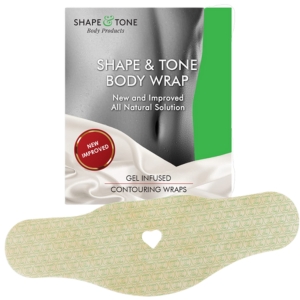 SHAPE & TONE
Body Products
SHAPE & TONE
BODY WRAP
New and Improved
All Natural Solution
NEW
IMPROVED
GEL INFUSED
CONTOURING WRAPS